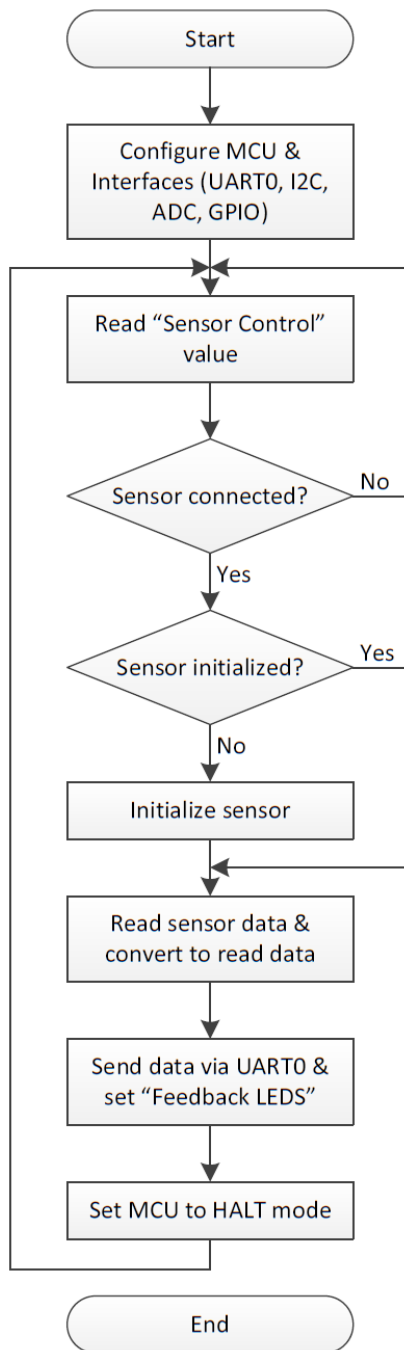 Start
Configure MCU &
Interfaces (UART0, I2C,
ADC, GPIO)
Read “Sensor Control”
value
Sensor connected?
No
Yes
Sensor initialized?
Yes
No
Initialize sensor
Read sensor data &
convert to read data
Send data via UART0 &
set “Feedback LEDS”
Set MCU to HALT mode
End